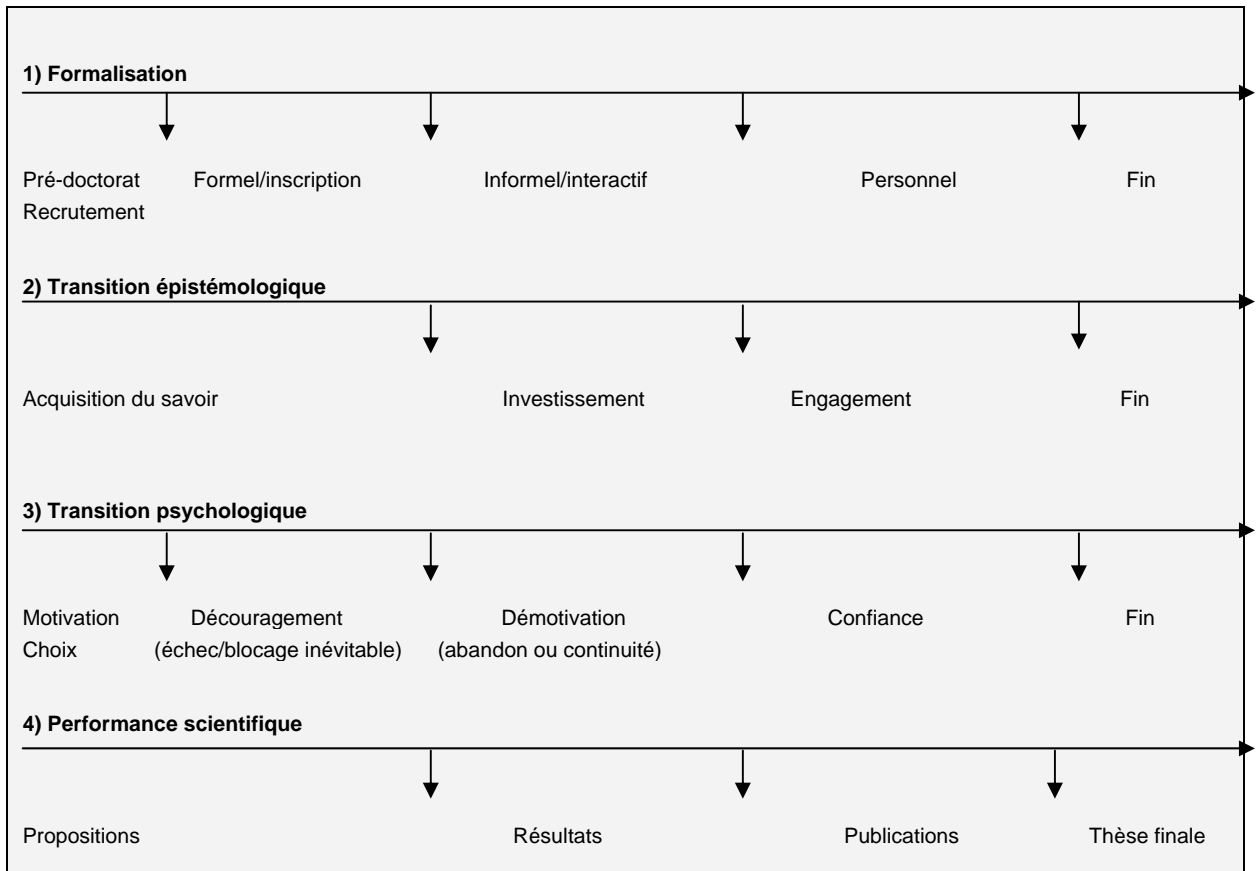 1) Formalisation
Pré-doctorat Formel/inscription Informel/interactif Personnel Fin
Recrutement
2) Transition épistémologique
Acquisition du savoir Investissement Engagement Fin
3) Transition psychologique
Motivation Découragement Démotivation Confiance Fin
Choix (échec/blocage inévitable) (abandon ou continuité)
4) Performance scientifique
Propositions Résultats Publications Thèse finale